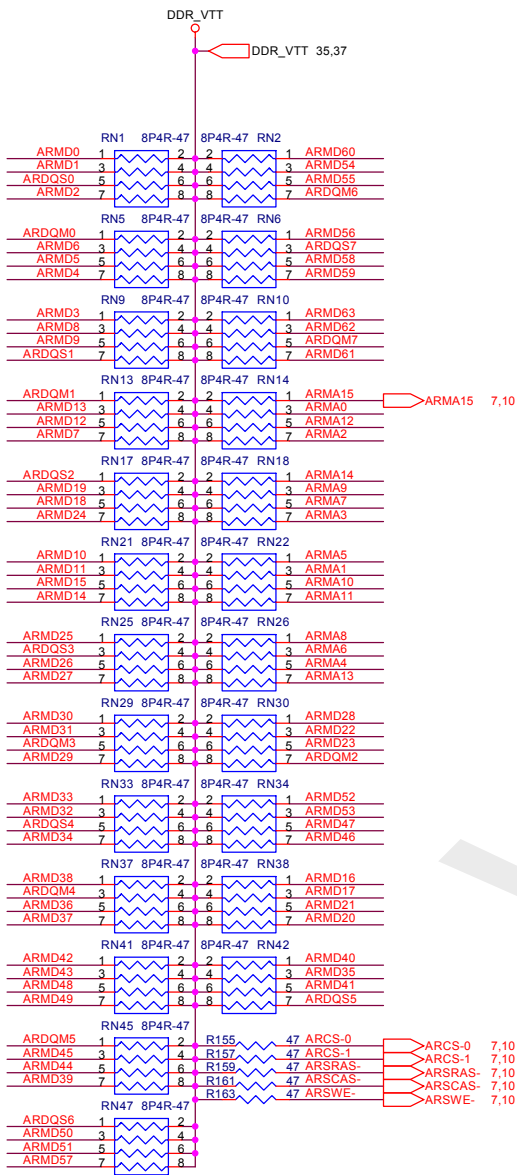 DDR_VTT
DDR_VTT 35,37
RN1 8P4R-47 8P4R-47 RN2
ARMD0 1 2 2 1 ARMD60
ARMD1 3 4 4 3 ARMD54
ARDQS0 5 6 6 5 ARMD55
ARMD2 7 8 8 7 ARDQM6
RN5 8P4R-47 8P4R-47 RN6
ARDQM0 1 2 2 1 ARMD56
ARMD6 3 4 4 3 ARDQS7
ARMD5 5 6 6 5 ARMD58
ARMD4 7 8 8 7 ARMD59
RN9 8P4R-47 8P4R-47 RN10
ARMD3 1 2 2 1 ARMD63
ARMD8 3 4 4 3 ARMD62
ARMD9 5 6 6 5 ARDQM7
ARDQS1 7 8 8 7 ARMD61
RN13 8P4R-47 8P4R-47 RN14
ARDQM1 1 2 2 1 ARMA15 ARMA15 7,10
ARMD13 3 4 4 3 ARMA0
ARMD12 5 6 6 5 ARMA12
ARMD7 7 8 8 7 ARMA2
RN17 8P4R-47 8P4R-47 RN18
ARDQS2 1 2 2 1 ARMA14
ARMD19 3 4 4 3 ARMA9
ARMD18 5 6 6 5 ARMA7
ARMD24 7 8 8 7 ARMA3
RN21 8P4R-47 8P4R-47 RN22
ARMD10 1 2 2 1 ARMA5
ARMD11 3 4 4 3 ARMA1
ARMD15 5 6 6 5 ARMA10
ARMD14 7 8 8 7 ARMA11
RN25 8P4R-47 8P4R-47 RN26
ARMD25 1 2 2 1 ARMA8
ARDQS3 3 4 4 3 ARMA6
ARMD26 5 6 6 5 ARMA4
ARMD27 7 8 8 7 ARMA13
RN29 8P4R-47 8P4R-47 RN30
ARMD30 1 2 2 1 ARMD28
ARMD31 3 4 4 3 ARMD22
ARDQM3 5 6 6 5 ARMD23
ARMD29 7 8 8 7 ARDQM2
RN33 8P4R-47 8P4R-47 RN34
ARMD33 1 2 2 1 ARMD52
ARMD32 3 4 4 3 ARMD53
ARDQS4 5 6 6 5 ARMD47
ARMD34 7 8 8 7 ARMD46
RN37 8P4R-47 8P4R-47 RN38
ARMD38 1 2 2 1 ARMD16
ARDQM4 3 4 4 3 ARMD17
ARMD36 5 6 6 5 ARMD21
ARMD37 7 8 8 7 ARMD20
RN41 8P4R-47 8P4R-47 RN42
ARMD42 1 2 2 1 ARMD40
ARMD43 3 4 4 3 ARMD35
ARMD48 5 6 6 5 ARMD41
ARMD49 7 8 8 7 ARDQS5
RN45 8P4R-47
ARDQM5 1 2 R155 47 ARCS-0 ARCS-0 7,10
ARMD45 3 4 R157 47 ARCS-1 ARCS-1 7,10
ARMD44 5 6 R159 47 ARSRAS- ARSRAS- 7,10
ARMD39 7 8 R161 47 ARSCAS- ARSCAS- 7,10
RN47 8P4R-47 R163 47 ARSWE- ARSWE- 7,10
ARDQS6 1 2
ARMD50 3 4
ARMD51 5 6
ARMD57 7 8